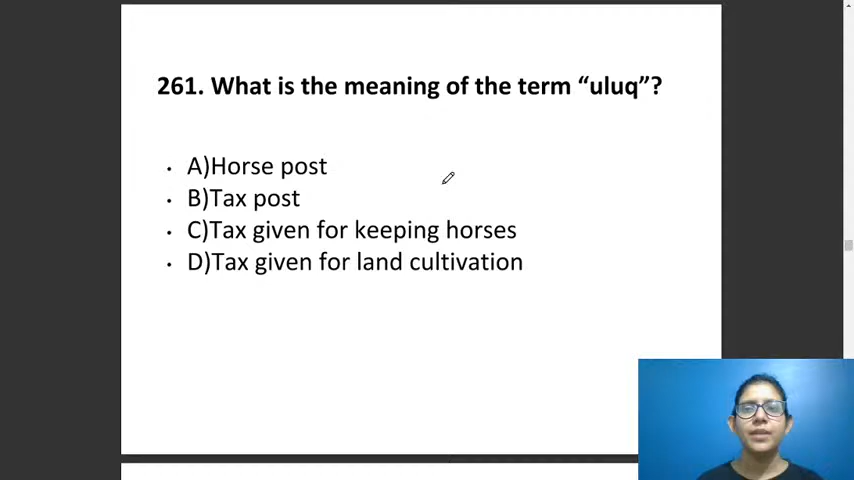 261. What is the meaning of the term “uluq”?
• A)Horse post
• B)Tax post
• C)Tax given for keeping horses
• D)Tax given for land cultivation